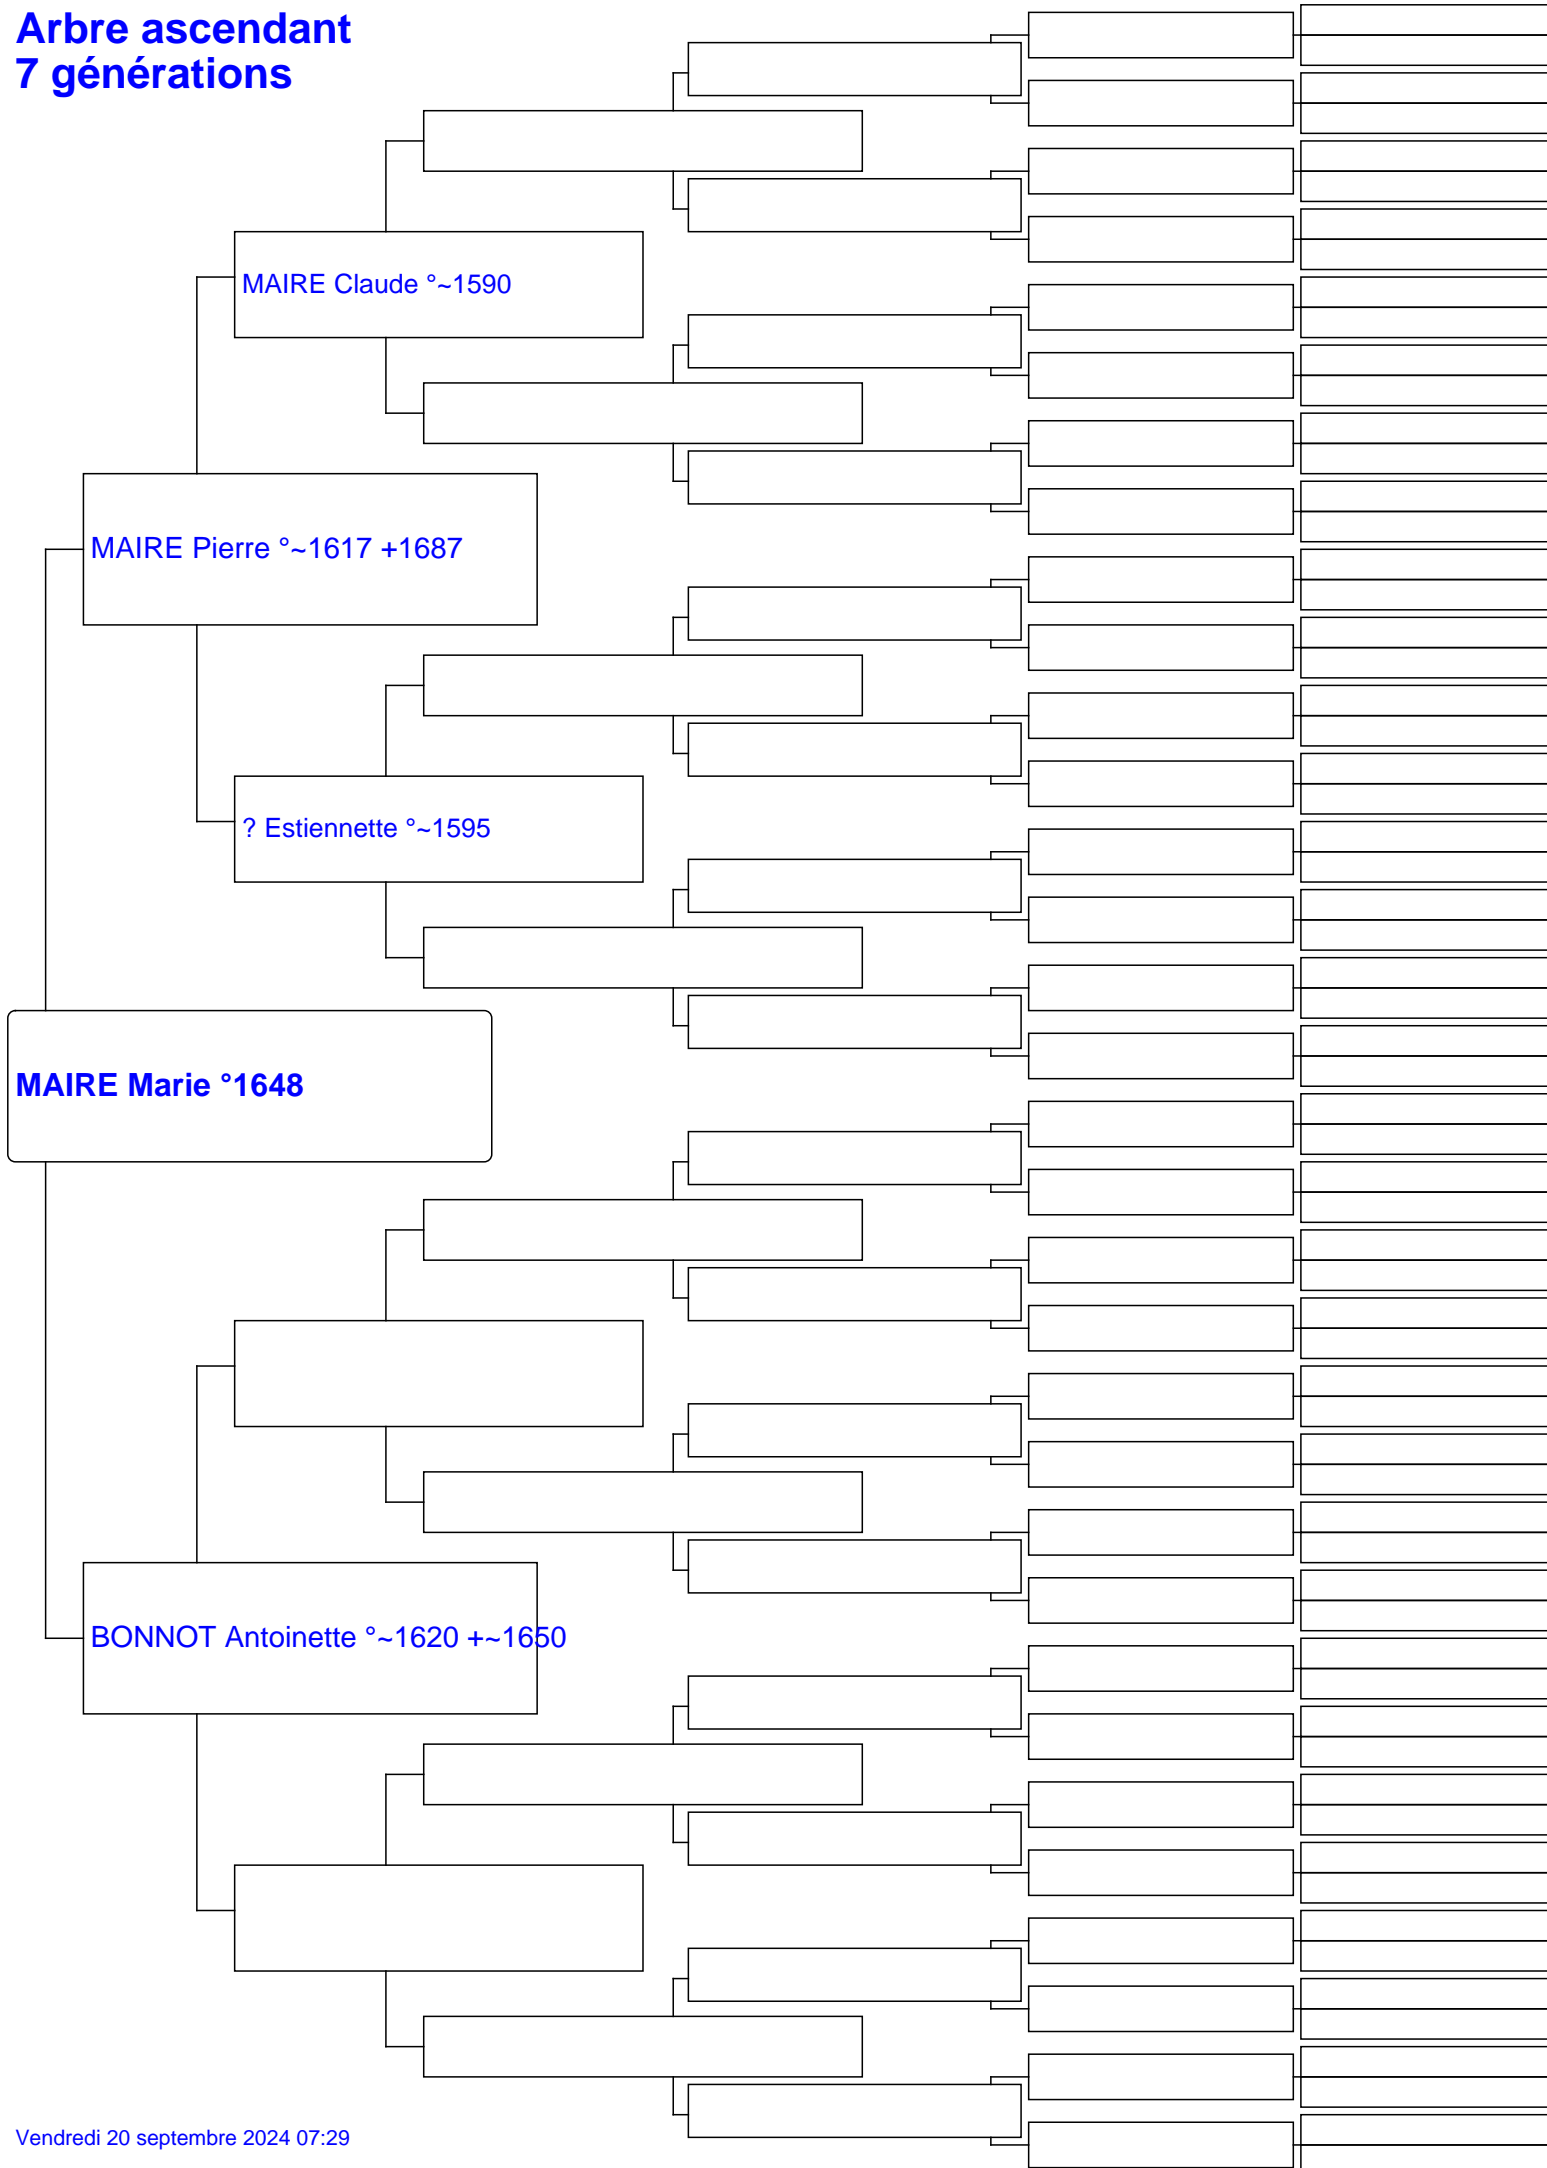 Arbre ascendant
7 générations
MAIRE Claude °~1590
MAIRE Pierre °~1617 +1687
? Estiennette °~1595
MAIRE Marie °1648
BONNOT Antoinette °~1620 +~1650
Vendredi 20 septembre 2024 07:29